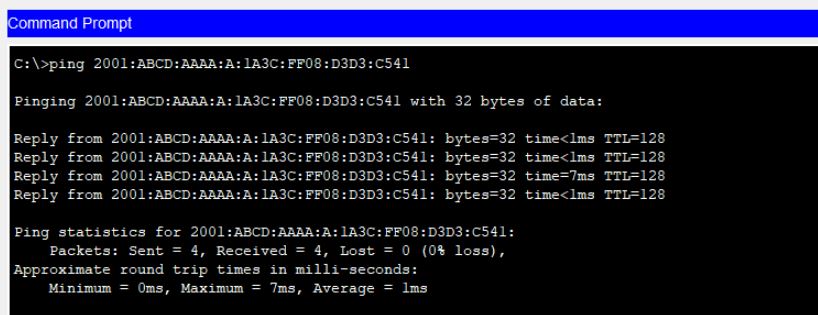 Command Prompt
C:\>ping 2001:ABCD:AAAA:A:1A3C:FF08:D3D3:C541
Pinging 2001:ABCD:AAAA:A:1A3C:FF08:D3D3:C541 with 32 bytes of data:
Reply from 2001:ABCD:AAAA:A:1A3C:FF08:D3D3:C541: bytes=32 time<1ms TTL=128
Reply from 2001:ABCD:AAAA:A:1A3C:FF08:D3D3:C541: bytes=32 time<1ms TTL=128
Reply from 2001:ABCD:AAAA:A:1A3C:FF08:D3D3:C541: bytes=32 time=7ms TTL=128
Reply from 2001:ABCD:AAAA:A:1A3C:FF08:D3D3:C541: bytes=32 time<1ms TTL=128
Ping statistics for 2001:ABCD:AAAA:A:1A3C:FF08:D3D3:C541:
Packets: Sent = 4, Received = 4, Lost = 0 (0% loss),
Approximate round trip times in milli-seconds:
Minimum = 0ms, Maximum = 7ms, Average = 1ms